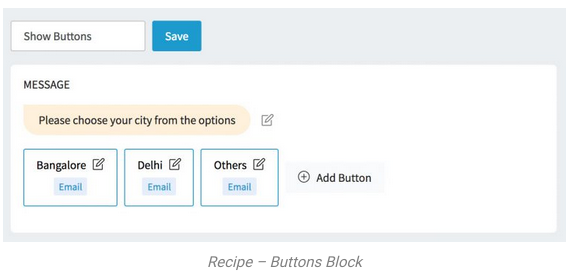 Show Buttons Save
MESSAGE
Please choose your city from the options
Bangalore Delhi Others
Email Email Email
Add Button
Recipe – Buttons Block